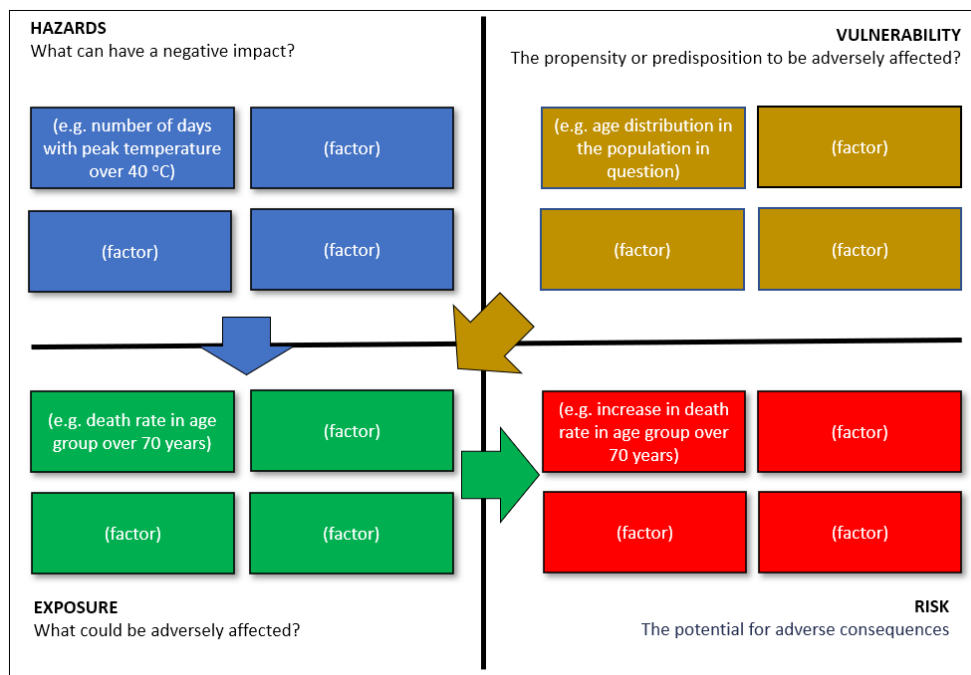 HAZARDS
What can have a negative impact?
VULNERABILITY
The propensity or predisposition to be adversely affected?
(e.g. number of days
with peak temperature
over 40 °C)
(factor)
(e.g. age distribution in
the population in
question)
(factor)
(factor)
(factor)
(factor)
(factor)
(e.g. death rate in age
group over 70 years)
(factor)
(e.g. increase in death
rate in age group over
70 years)
(factor)
(factor)
(factor)
(factor)
(factor)
EXPOSURE
What could be adversely affected?
RISK
The potential for adverse consequences